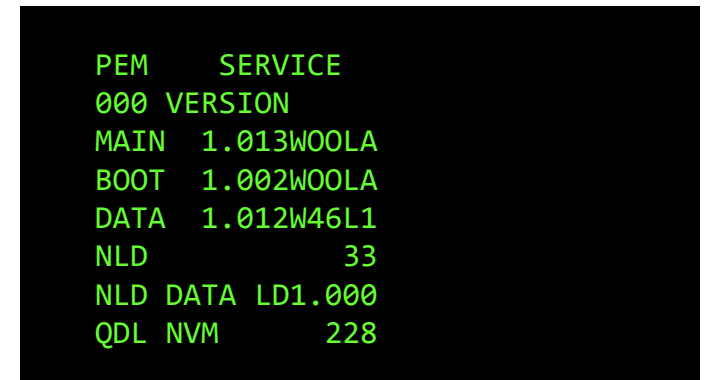 PEM    SERVICE
000 VERSION
MAIN  1.013WOOLA
BOOT  1.002WOOLA
DATA  1.012W46L1
NLD           33
NLD DATA LD1.000
QDL NVM      228